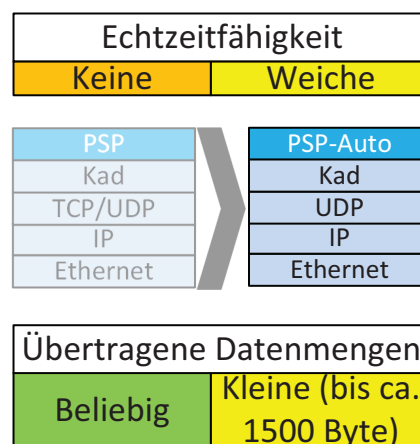 Echtzeitfähigkeit
Keine Weiche
PSP PSP-Auto
Kad Kad
TCP/UDP UDP
IP IP
Ethernet Ethernet
Übertragene Datenmengen
Beliebig Kleine (bis ca.
1500 Byte)